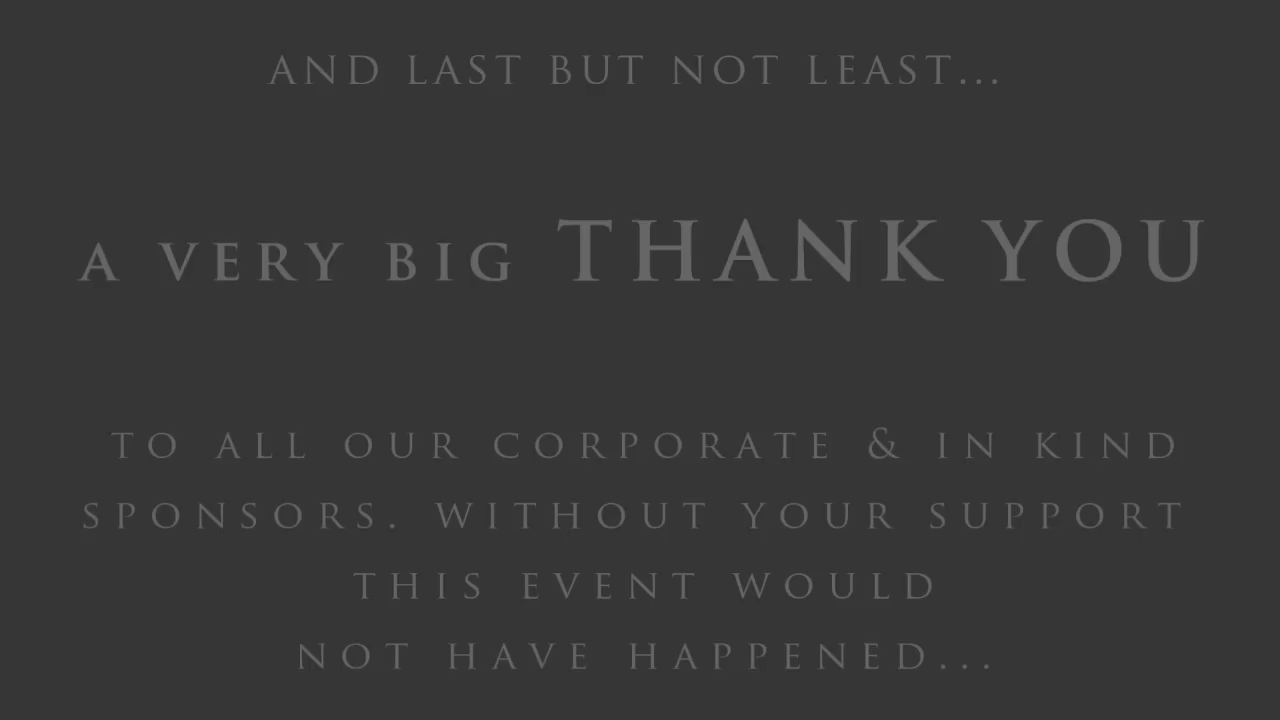 AND LAST BUT NOT LEAST...
A VERY BIG THANK YOU
TO ALL OUR CORPORATE & IN KIND
SPONSORS. WITHOUT YOUR SUPPORT
THIS EVENT WOULD
NOT HAVE HAPPENED...